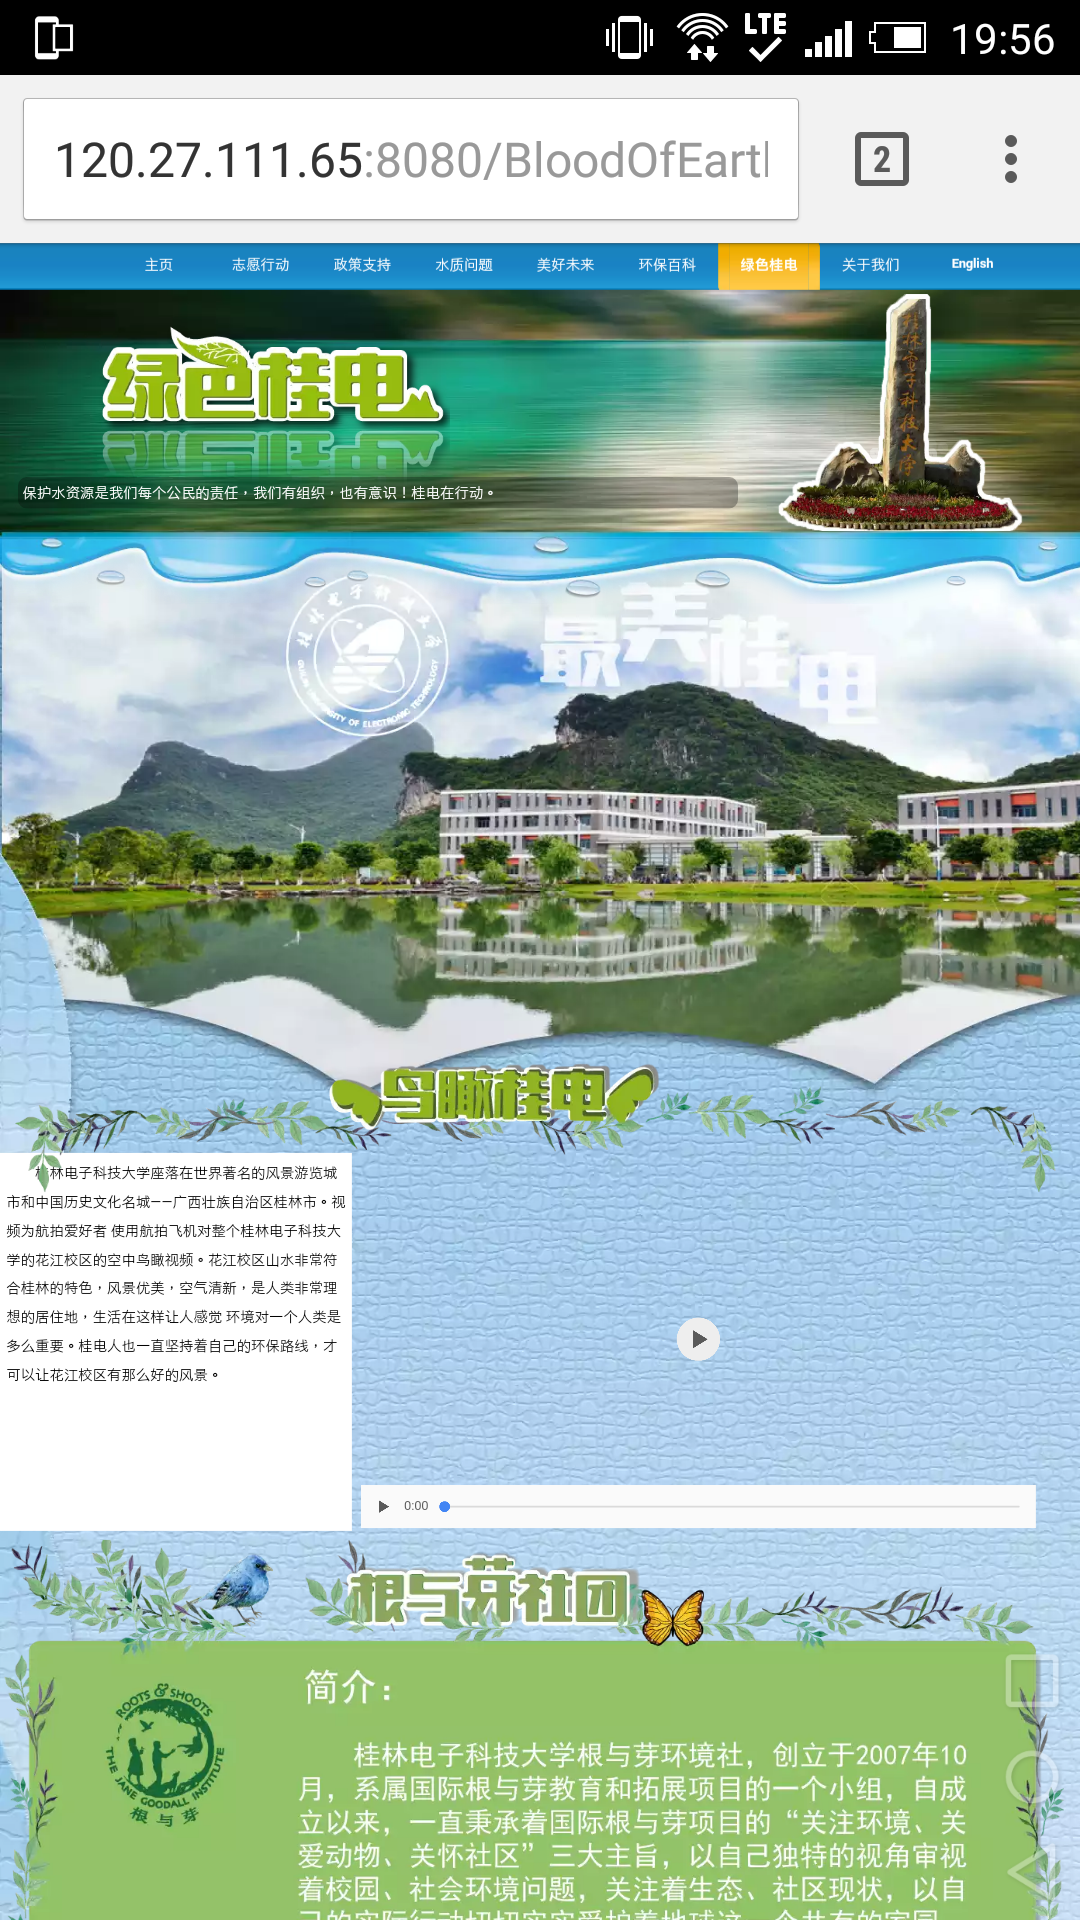 LTE
19:56
120.27.111.65:8080/BloodOfEart
2
主页 志愿行动 政策支持 水质问题 美好未来 环保百科 绿色桂电 关于我们 English
绿色桂电
桂林电子科技大学
保护水资源是我们每个公民的责任，我们有组织，也有意识！桂电在行动。
桂林电子科技大学
GUILIN UNIVERSITY OF ELECTRONIC TECHNOLOGY
最美桂电
鸟瞰桂电
桂林电子科技大学座落在世界著名的风景游览城
市和中国历史文化名城——广西壮族自治区桂林市。视
频为航拍爱好者 使用航拍飞机对整个桂林电子科技大
学的花江校区的空中鸟瞰视频。花江校区山水非常符
合桂林的特色，风景优美，空气清新，是人类非常理
想的居住地，生活在这样让人感觉 环境对一个人类是
多么重要。桂电人也一直坚持着自己的环保路线，才
可以让花江校区有那么好的风景。
0:00
根与芽社团
ROOTS & SHOOTS
THE JANE GOODALL INSTITUTE
根与芽
简介：
桂林电子科技大学根与芽环境社，创立于2007年10
月，系属国际根与芽教育和拓展项目的一个小组，自成
立以来，一直秉承着国际根与芽项目的“关注环境、关
爱动物、关怀社区”三大主旨，以自己独特的视角审视
着校园、社会环境问题，关注着生态、社区现状，以自